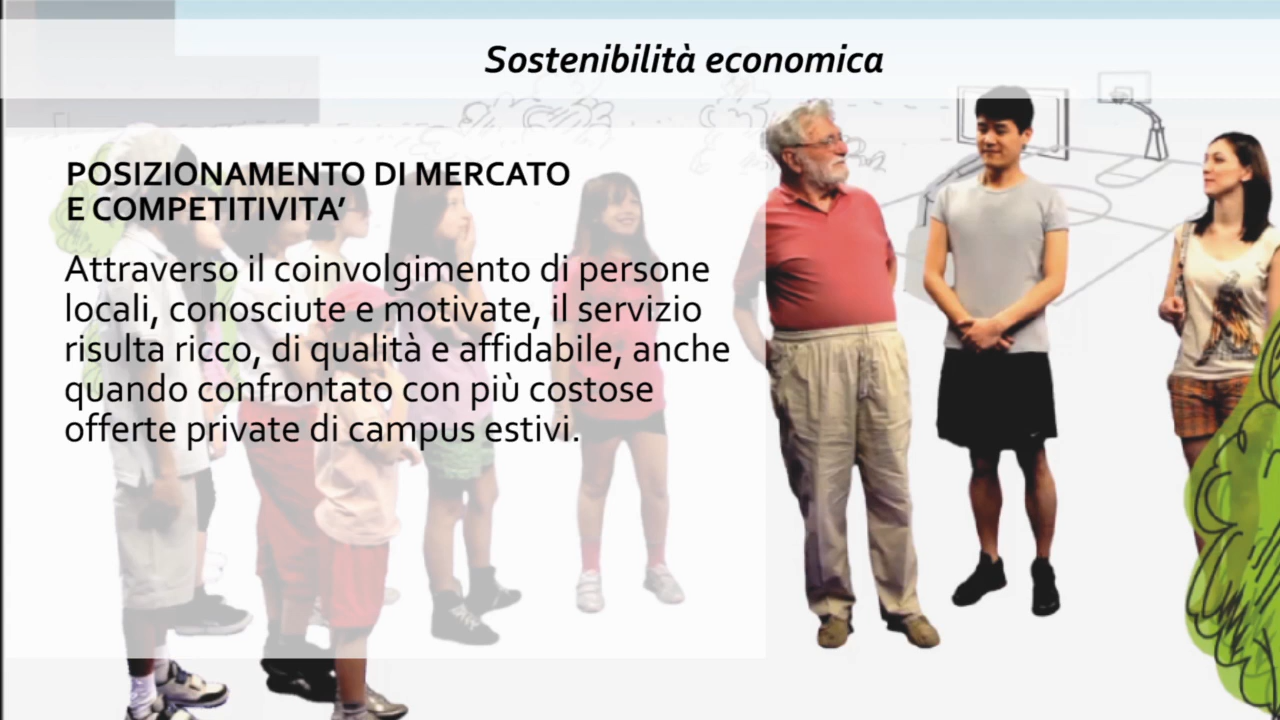 Sostenibilità economica
POSIZIONAMENTO DI MERCATO
E COMPETITIVITA’
Attraverso il coinvolgimento di persone
locali, conosciute e motivate, il servizio
risulta ricco, di qualità e affidabile, anche
quando confrontato con più costose
offerte private di campus estivi.